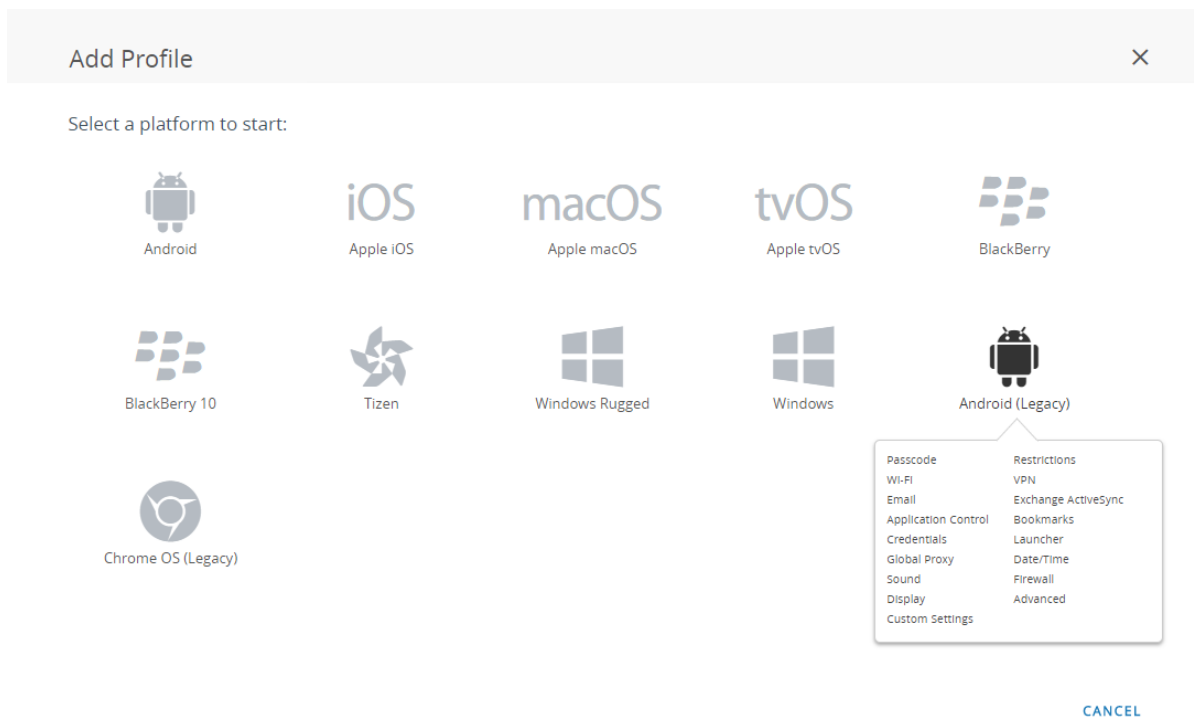 Add Profile
Select a platform to start:
iOS macOS tvOS
Android Apple iOS Apple macOS Apple tvOS BlackBerry
BlackBerry 10 Tizen Windows Rugged Windows Android (Legacy)
Passcode Restrictions
Wi-Fi VPN
Email Exchange ActiveSync
Application Control Bookmarks
Credentials Launcher
Global Proxy Date/Time
Sound Firewall
Display Advanced
Custom Settings
Chrome OS (Legacy)
CANCEL